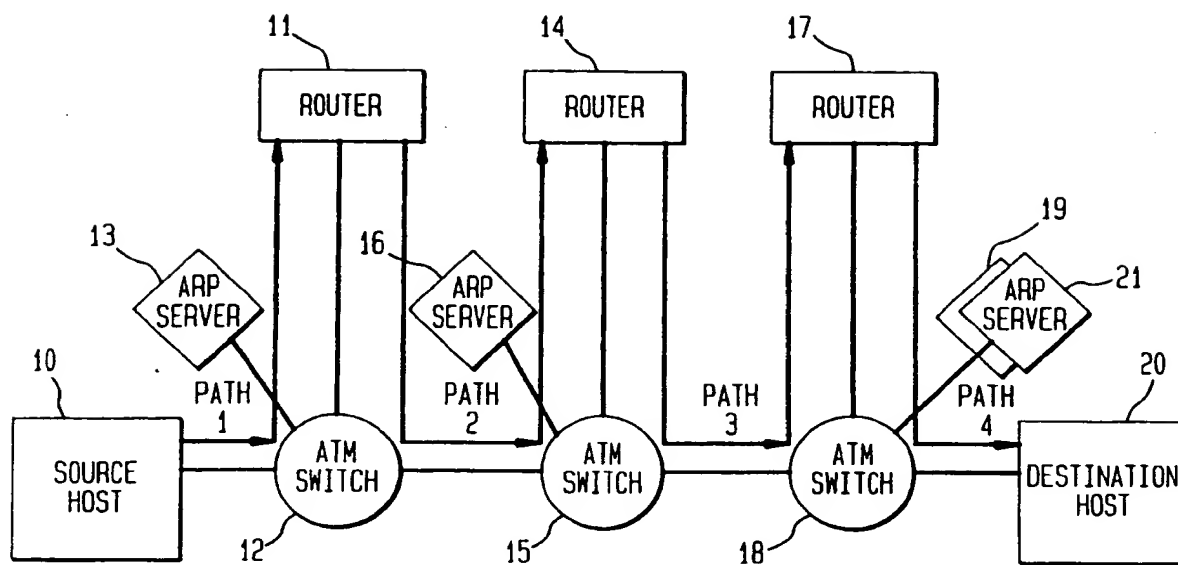 11
14
17
ROUTER
ROUTER
ROUTER
13
16
19
21
ARP
SERVER
ARP
SERVER
ARP
SERVER
10
20
PATH
1
PATH
2
PATH
3
PATH
4
SOURCE
HOST
ATM
SWITCH
ATM
SWITCH
ATM
SWITCH
DESTINATION
HOST
12
15
18